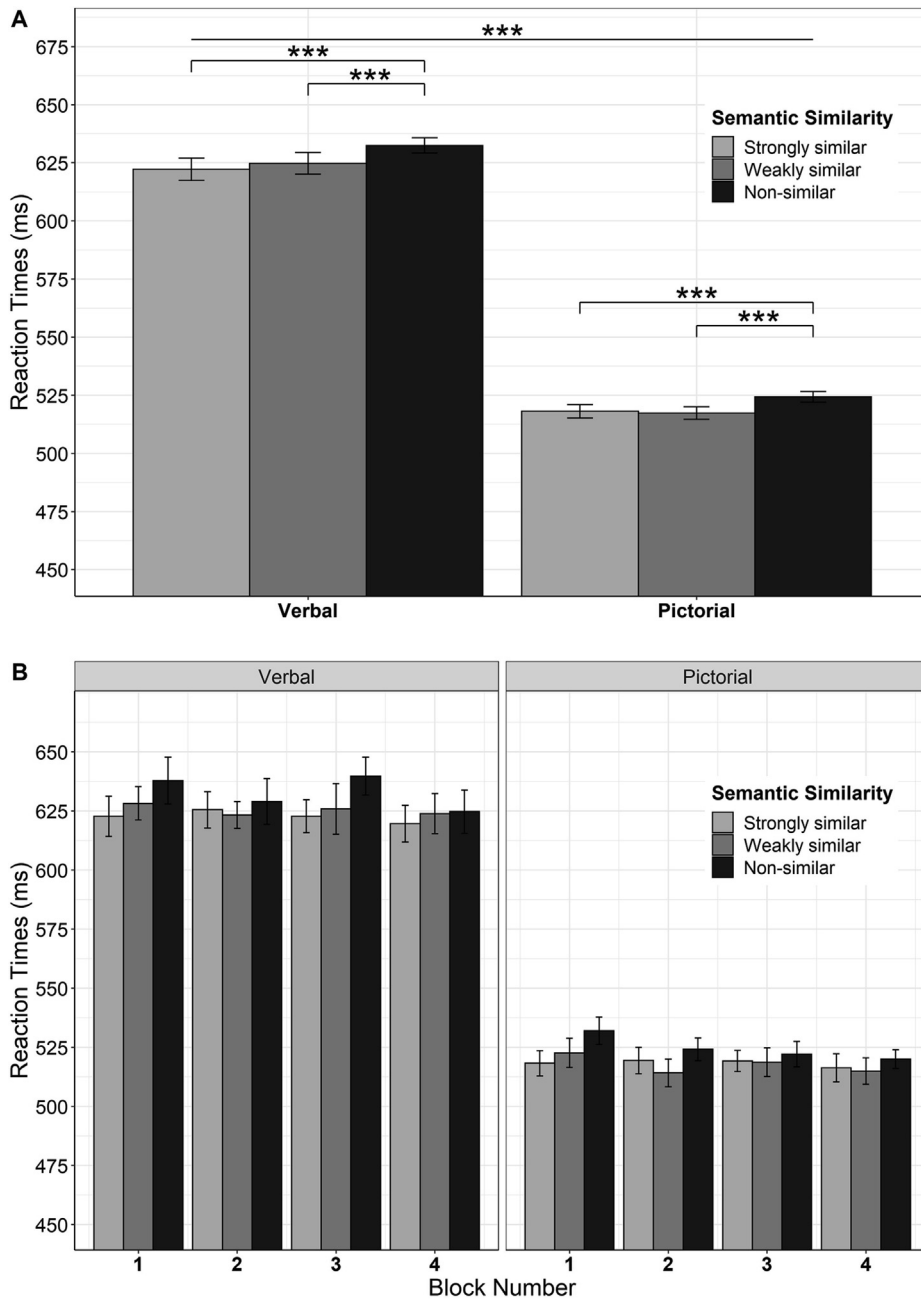 A
***
***
***
***
***
675
650
625
600
575
550
525
500
475
450
Reaction Times (ms)
Semantic Similarity
Strongly similar
Weakly similar
Non-similar
Verbal Pictorial
B
Verbal Pictorial
650
625
600
575
550
525
500
475
450
Reaction Times (ms)
Semantic Similarity
Strongly similar
Weakly similar
Non-similar
1 2 3 4 1 2 3 4
Block Number